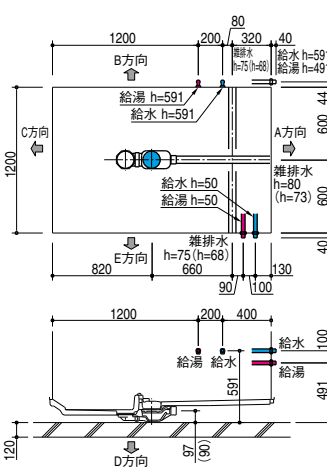 80
1200
200
320
40
雑排水
h=75(h=68)
給水 h=591
給湯 h=491
B方向
給湯 h=591
給水 h=591
44
600
C方向
A方向
1200
給水 h=50
給湯 h=50
雑排水
h=80
(h=73)
600
雑排水
h=75(h=68)
E方向
40
820
660
130
90
100
1200
200
400
給水
給湯
給湯
給水
100
591
491
120
97
(90)
D方向